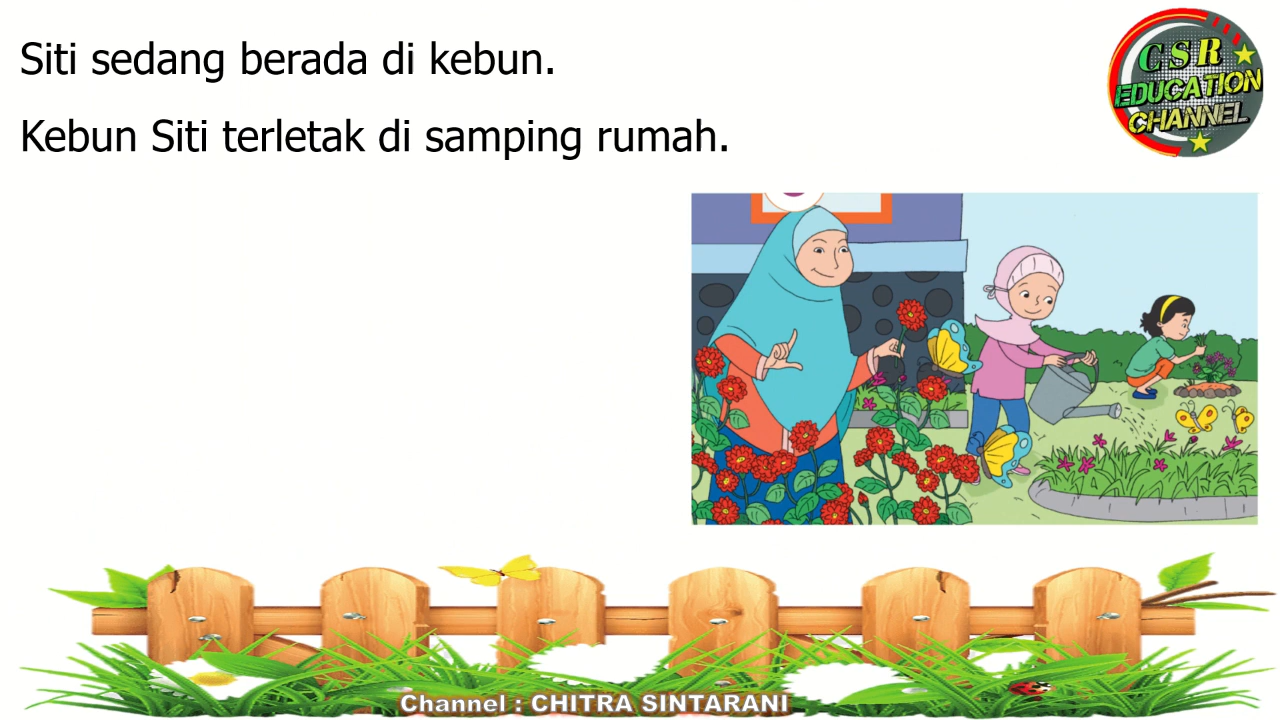 Siti sedang berada di kebun.
Kebun Siti terletak di samping rumah.
CSR
EDUCATION
CHANNEL
Channel : CHITRA SINTARANI